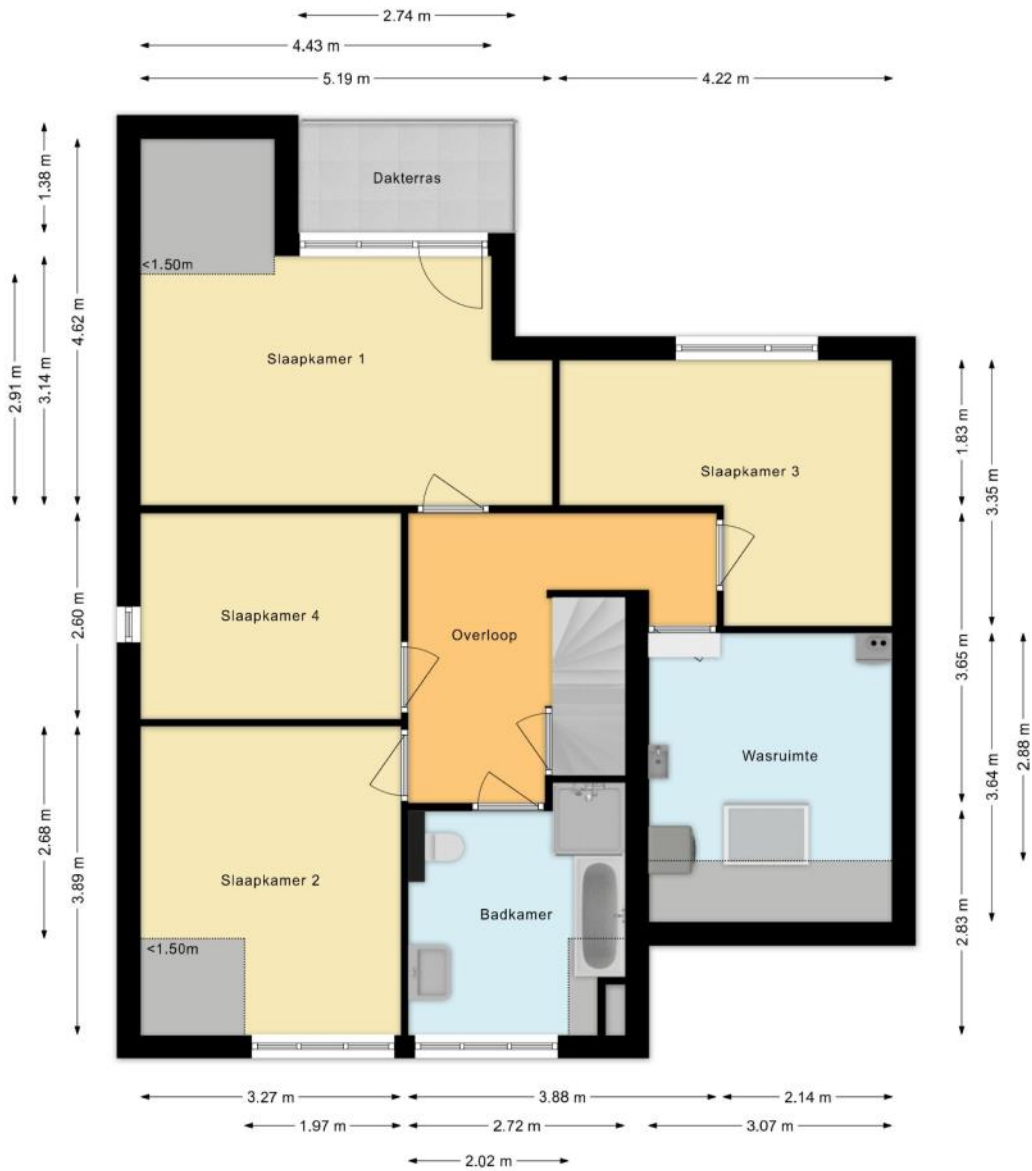 2.74 m
4.43 m
5.19 m
4.22 m
1.38 m
Dakterras
<1.50m
4.62 m
2.91 m
3.14 m
Slaapkamer 1
1.83 m
3.35 m
Slaapkamer 3
Slaapkamer 4
2.60 m
Overloop
3.65 m
Wasruimte
2.88 m
3.64 m
2.68 m
3.89 m
Slaapkamer 2
Badkamer
2.83 m
<1.50m
3.27 m
3.88 m
2.14 m
1.97 m
2.72 m
3.07 m
2.02 m